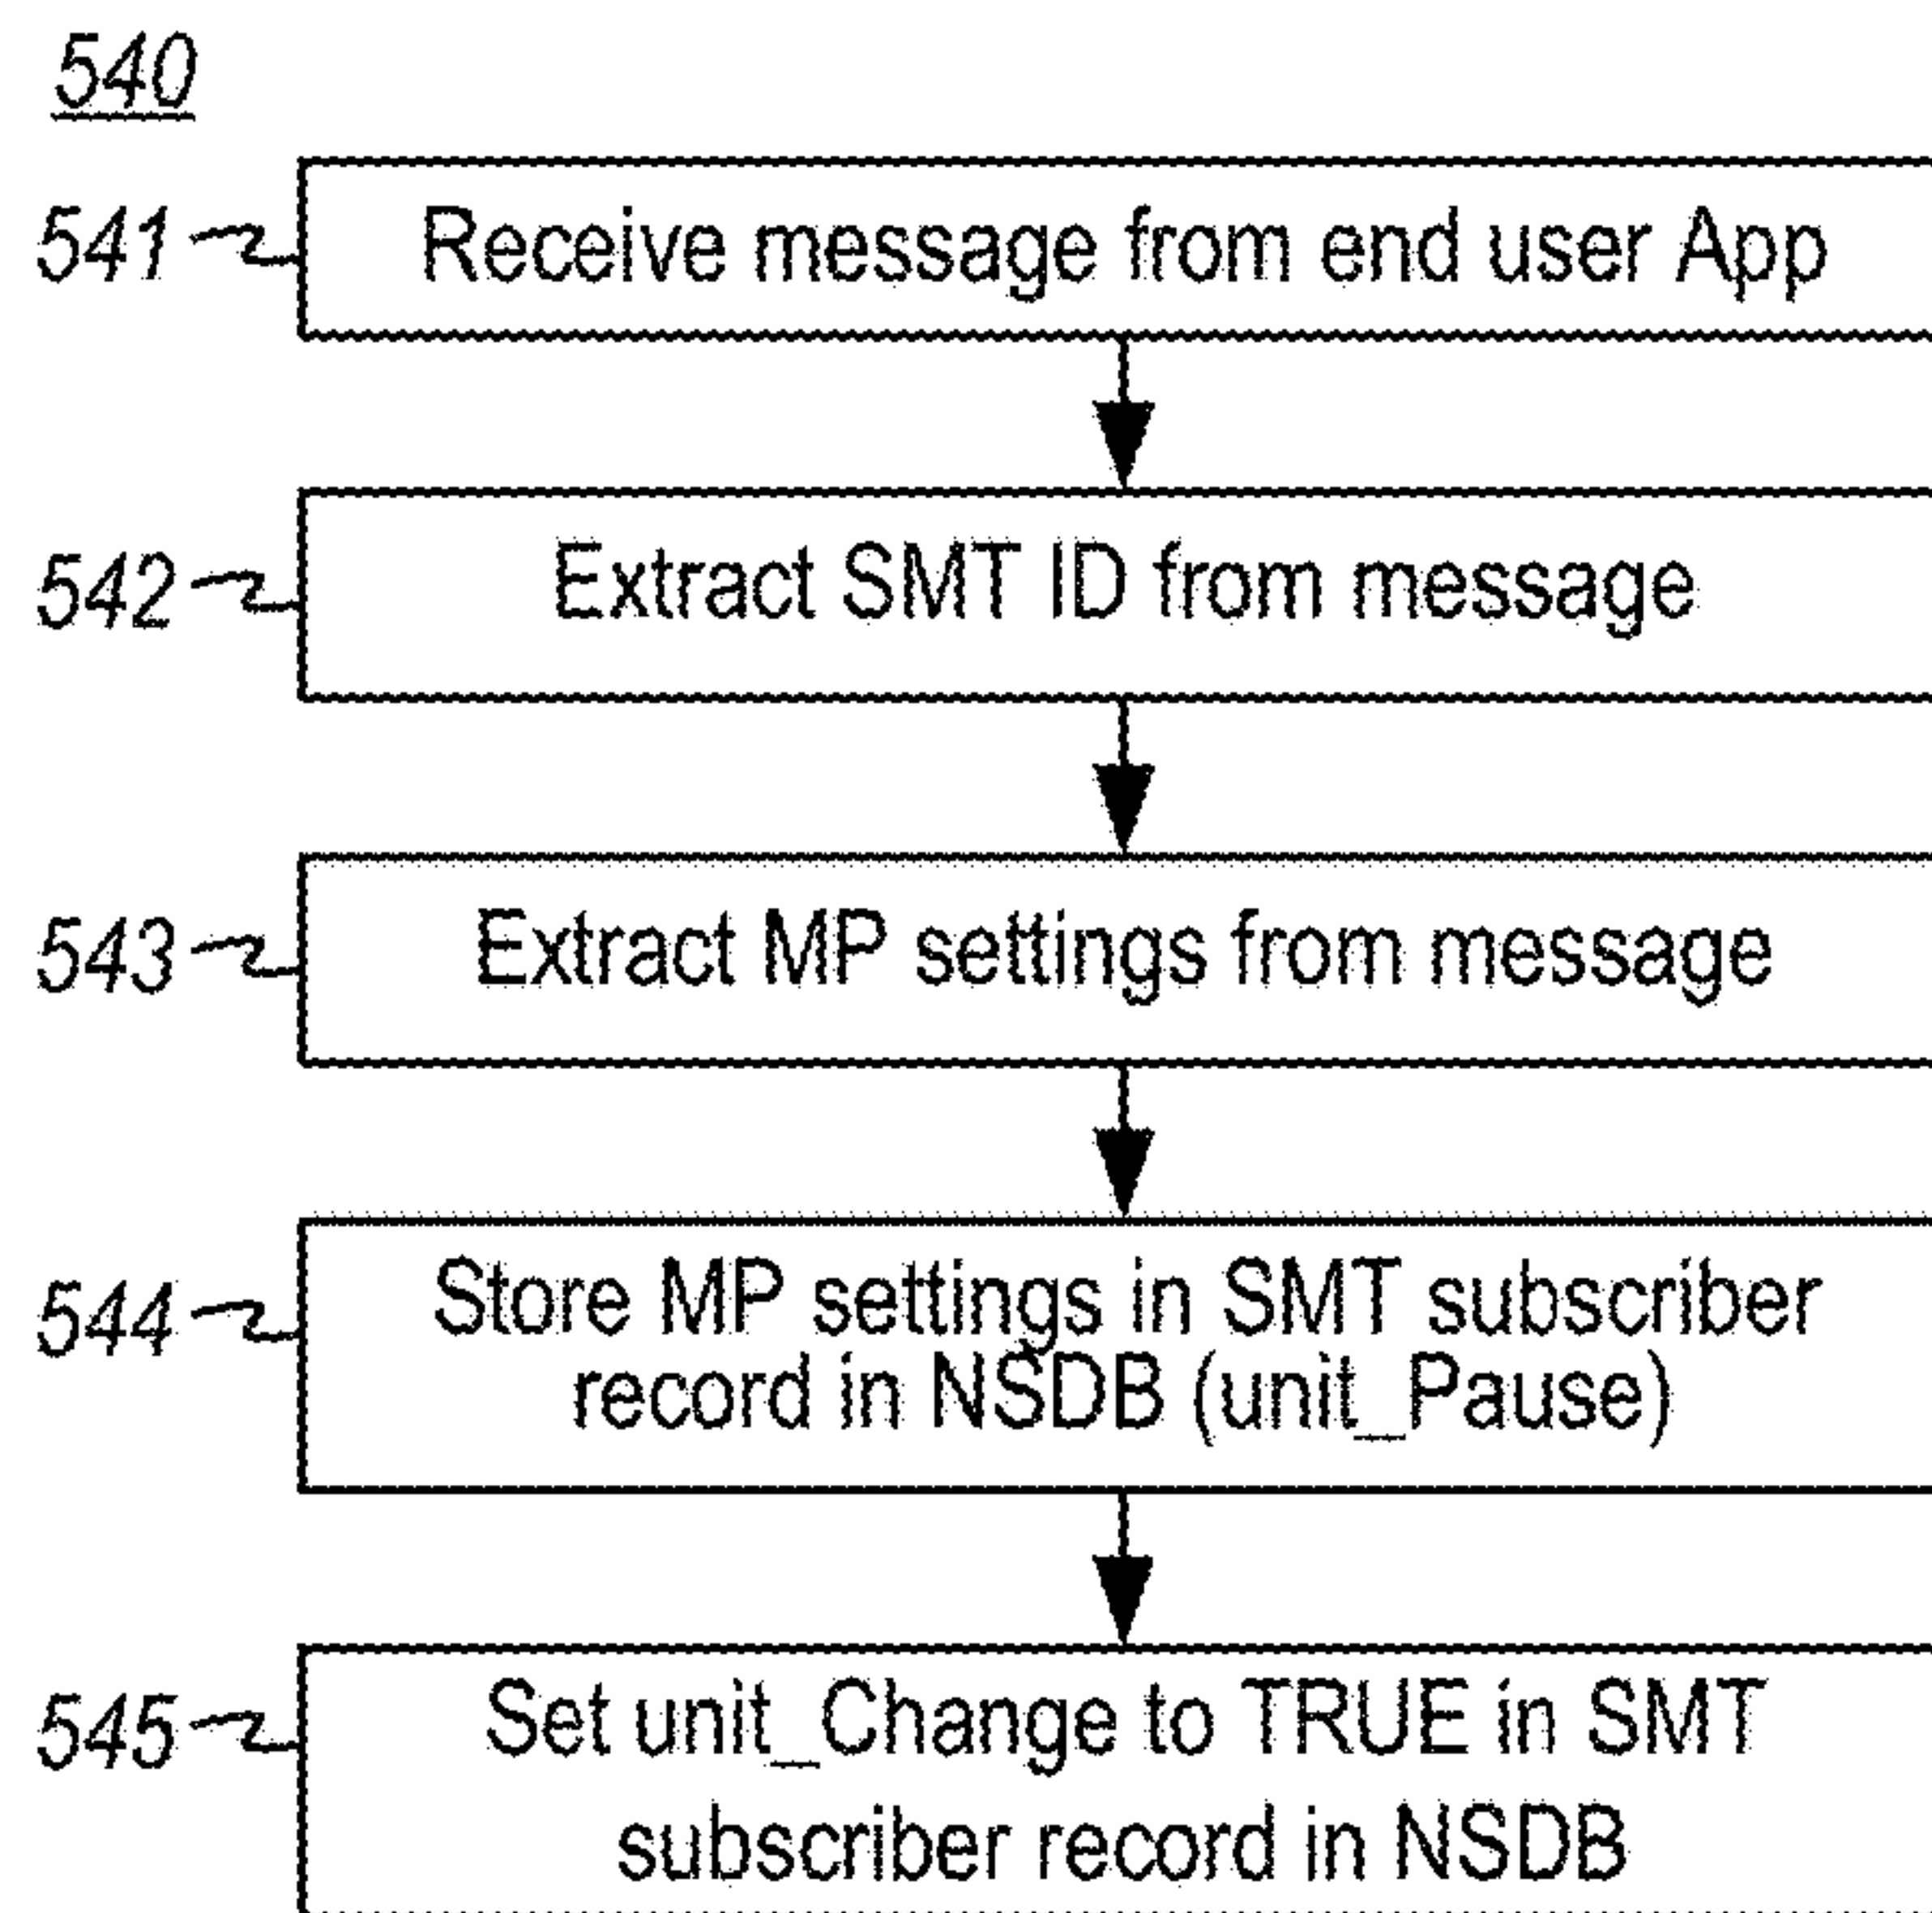 540
541
Receive message from end user App
542
Extract SMT ID from message
543
Extract MP settings from message
544
Store MP settings in SMT subscriber
record in NSDB (unit_Pause)
545
Set unit_Change to TRUE in SMT
subscriber record in NSDB